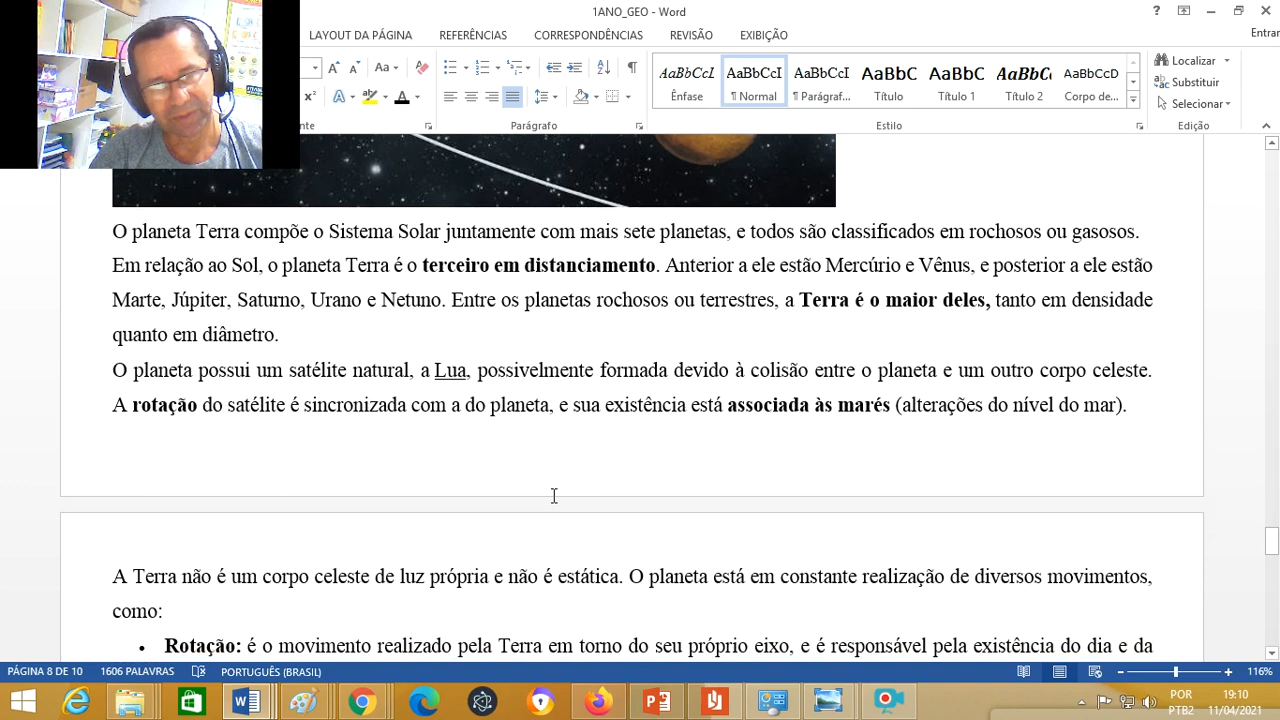 1ANO_GEO - Word
?
Entrar
LAYOUT DA PÁGINA REFERÊNCIAS CORRESPONDÊNCIAS REVISÃO EXIBIÇÃO
Aa
A A
AaBbCcI AaBbCcI AaBbCcI AaBbC AaBbC AaBbCc AaBbCcD
Ênfase ¶ Normal ¶ Parágraf... Título Título 1 Título 2 Corpo de...
Localizar
Substituir
Selecionar
nte Parágrafo Estilo Edição
O planeta Terra compõe o Sistema Solar juntamente com mais sete planetas, e todos são classificados em rochosos ou gasosos.
Em relação ao Sol, o planeta Terra é o terceiro em distanciamento. Anterior a ele estão Mercúrio e Vênus, e posterior a ele estão
Marte, Júpiter, Saturno, Urano e Netuno. Entre os planetas rochosos ou terrestres, a Terra é o maior deles, tanto em densidade
quanto em diâmetro.
O planeta possui um satélite natural, a Lua, possivelmente formada devido à colisão entre o planeta e um outro corpo celeste.
A rotação do satélite é sincronizada com a do planeta, e sua existência está associada às marés (alterações do nível do mar).
A Terra não é um corpo celeste de luz própria e não é estática. O planeta está em constante realização de diversos movimentos,
como:
• Rotação: é o movimento realizado pela Terra em torno do seu próprio eixo, e é responsável pela existência do dia e da
PÁGINA 8 DE 10 1606 PALAVRAS PORTUGUÊS (BRASIL) 116%
POR 19:10
PTB2 11/04/2021